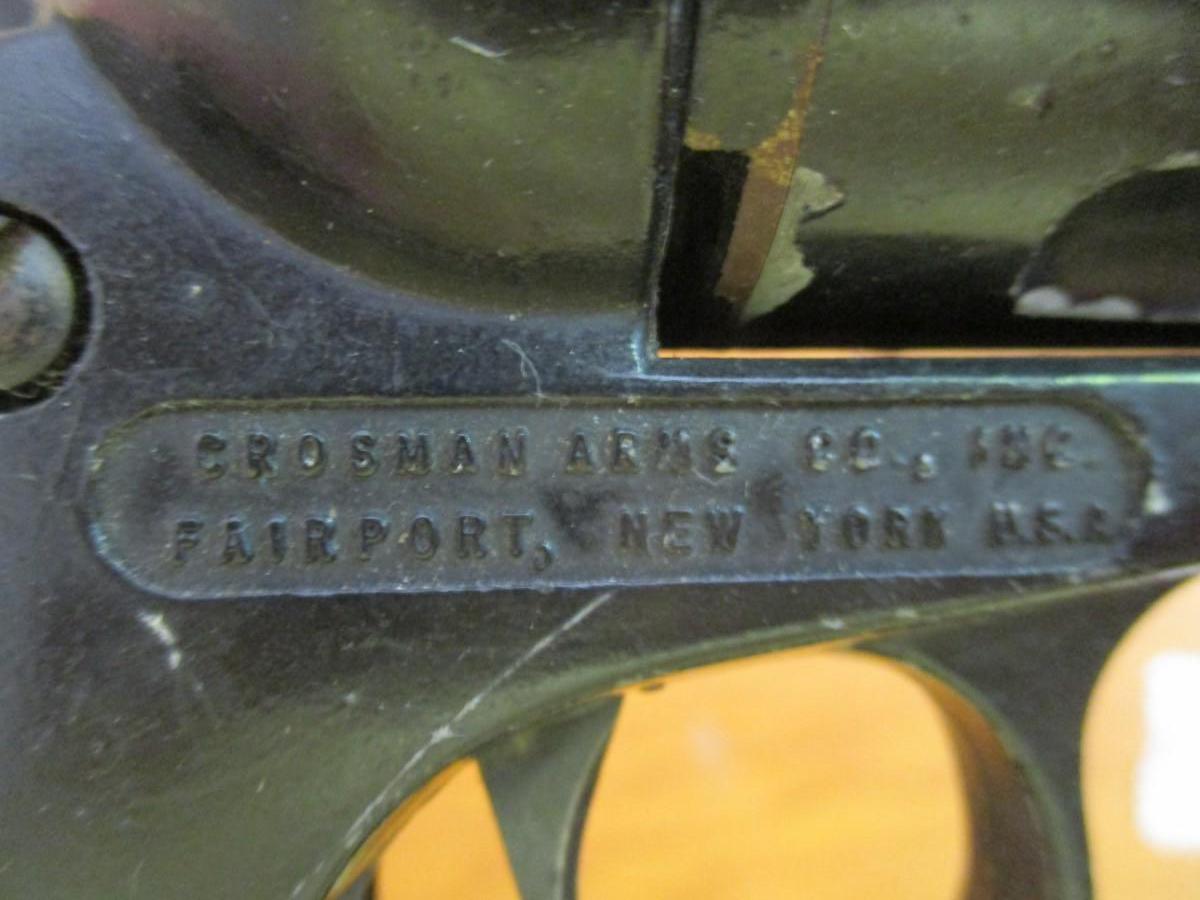 CROSMAN ARMS CO., INC.
FAIRPORT, NEW YORK U.S.A.